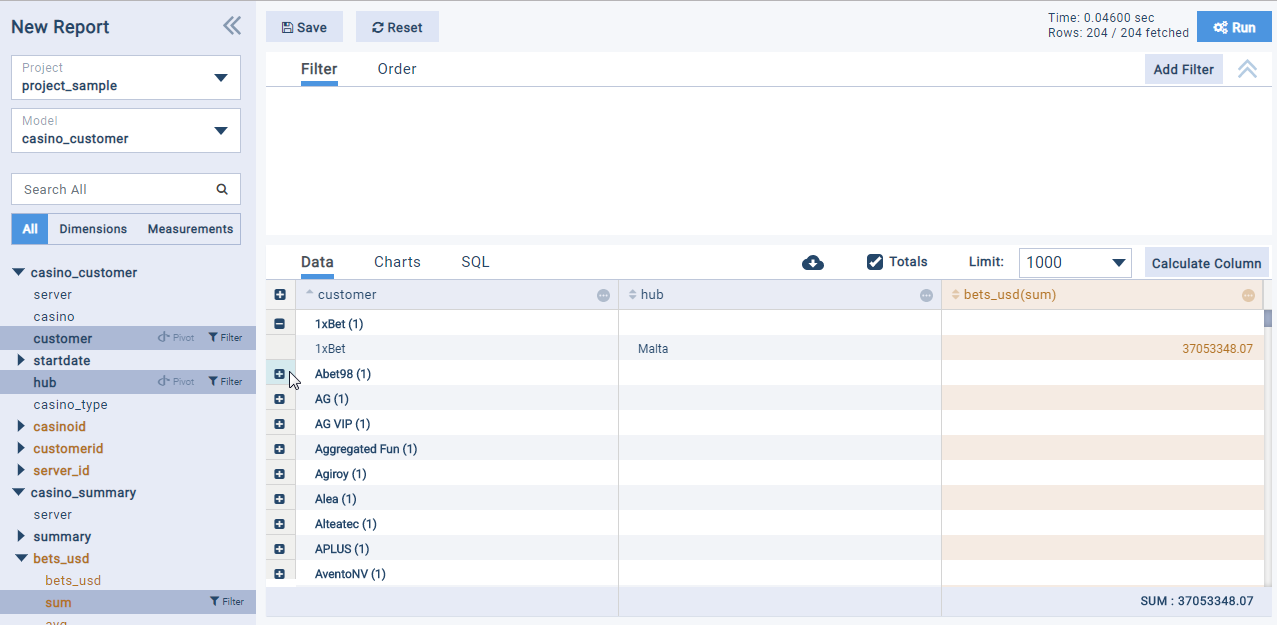 New Report
Project
project_sample
Model
casino_customer
Search All
All Dimensions Measurements
casino_customer
server
casino
customer Pivot Filter
startdate
hub Pivot Filter
casino_type
casinoid
customerid
server_id
casino_summary
server
summary
bets_usd
bets_usd
sum Filter
avg
Save Reset
Time: 0.04600 sec
Rows: 204 / 204 fetched
Run
Filter Order Add Filter
Data Charts SQL Totals Limit: 1000 Calculate Column
customer hub bets_usd(sum)
1xBet (1)
1xBet Malta 37053348.07
Abet98 (1)
AG (1)
AG VIP (1)
Aggregated Fun (1)
Agiroy (1)
Alea (1)
Alteatec (1)
APLUS (1)
AventoNV (1)
SUM : 37053348.07